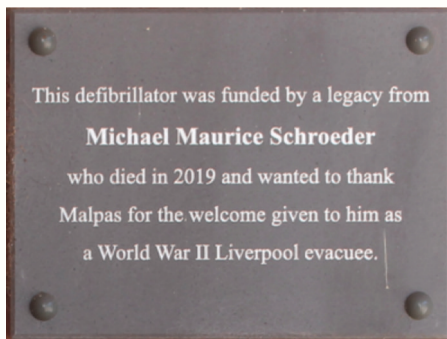 This defibrillator was funded by a legacy from
Michael Maurice Schroeder
who died in 2019 and wanted to thank
Malpas for the welcome given to him as
a World War II Liverpool evacuee.